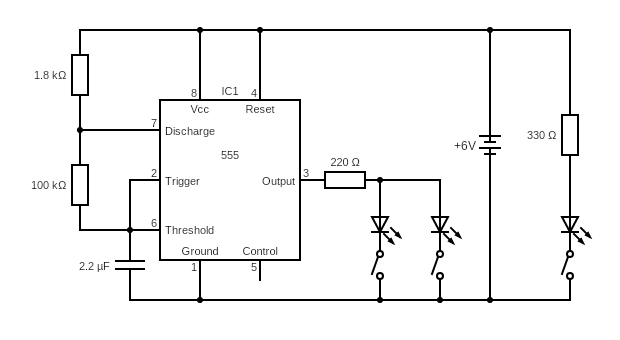 8
IC1
4
Vcc
Reset
1.8 kΩ
7
Discharge
555
+6V
330 Ω
220 Ω
2
Trigger
Output
3
100 kΩ
6
Threshold
Ground
Control
2.2 µF
1
5